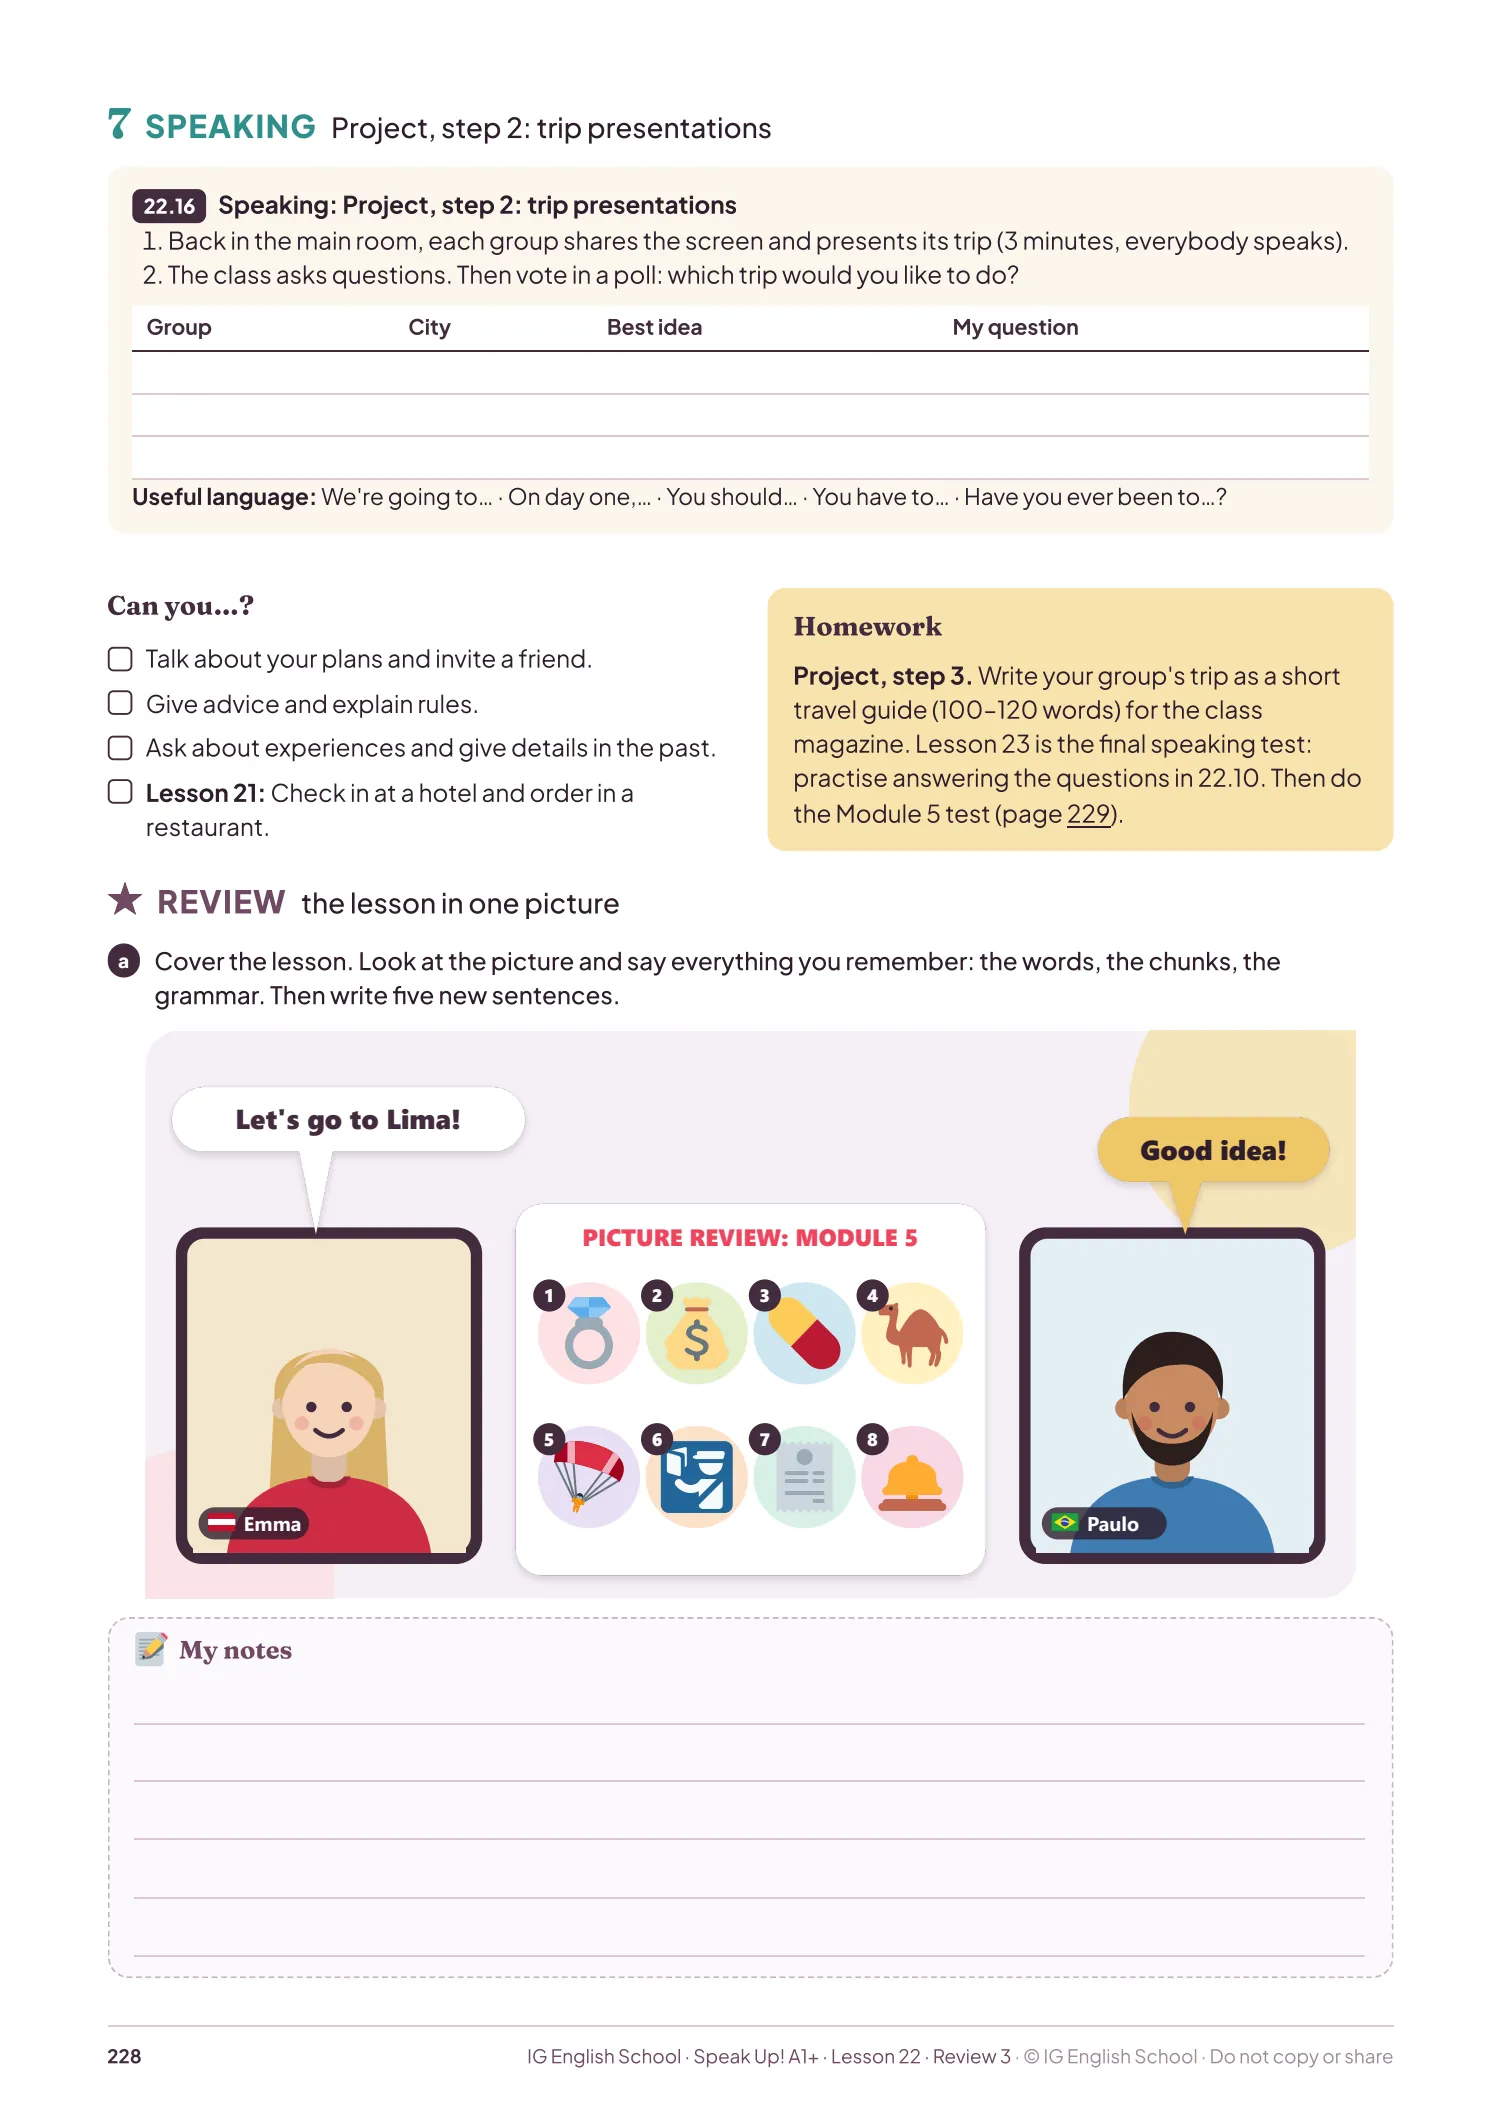 7 SPEAKING Project, step 2: trip presentations
22.16 Speaking: Project, step 2: trip presentations
1. Back in the main room, each group shares the screen and presents its trip (3 minutes, everybody speaks).
2. The class asks questions. Then vote in a poll: which trip would you like to do?
Group City Best idea My question
Useful language: We're going to... · On day one,... · You should... · You have to... · Have you ever been to...?
Can you...?
Talk about your plans and invite a friend.
Give advice and explain rules.
Ask about experiences and give details in the past.
Lesson 21: Check in at a hotel and order in a
restaurant.
Homework
Project, step 3. Write your group's trip as a short
travel guide (100–120 words) for the class
magazine. Lesson 23 is the final speaking test:
practise answering the questions in 22.10. Then do
the Module 5 test (page 229).
★ REVIEW the lesson in one picture
a Cover the lesson. Look at the picture and say everything you remember: the words, the chunks, the
grammar. Then write five new sentences.
Let's go to Lima!
Good idea!
PICTURE REVIEW: MODULE 5
1 2 3 4
$
5 6 7 8
Emma
Paulo
My notes
228 IG English School · Speak Up! A1+ · Lesson 22 · Review 3 · © IG English School · Do not copy or share